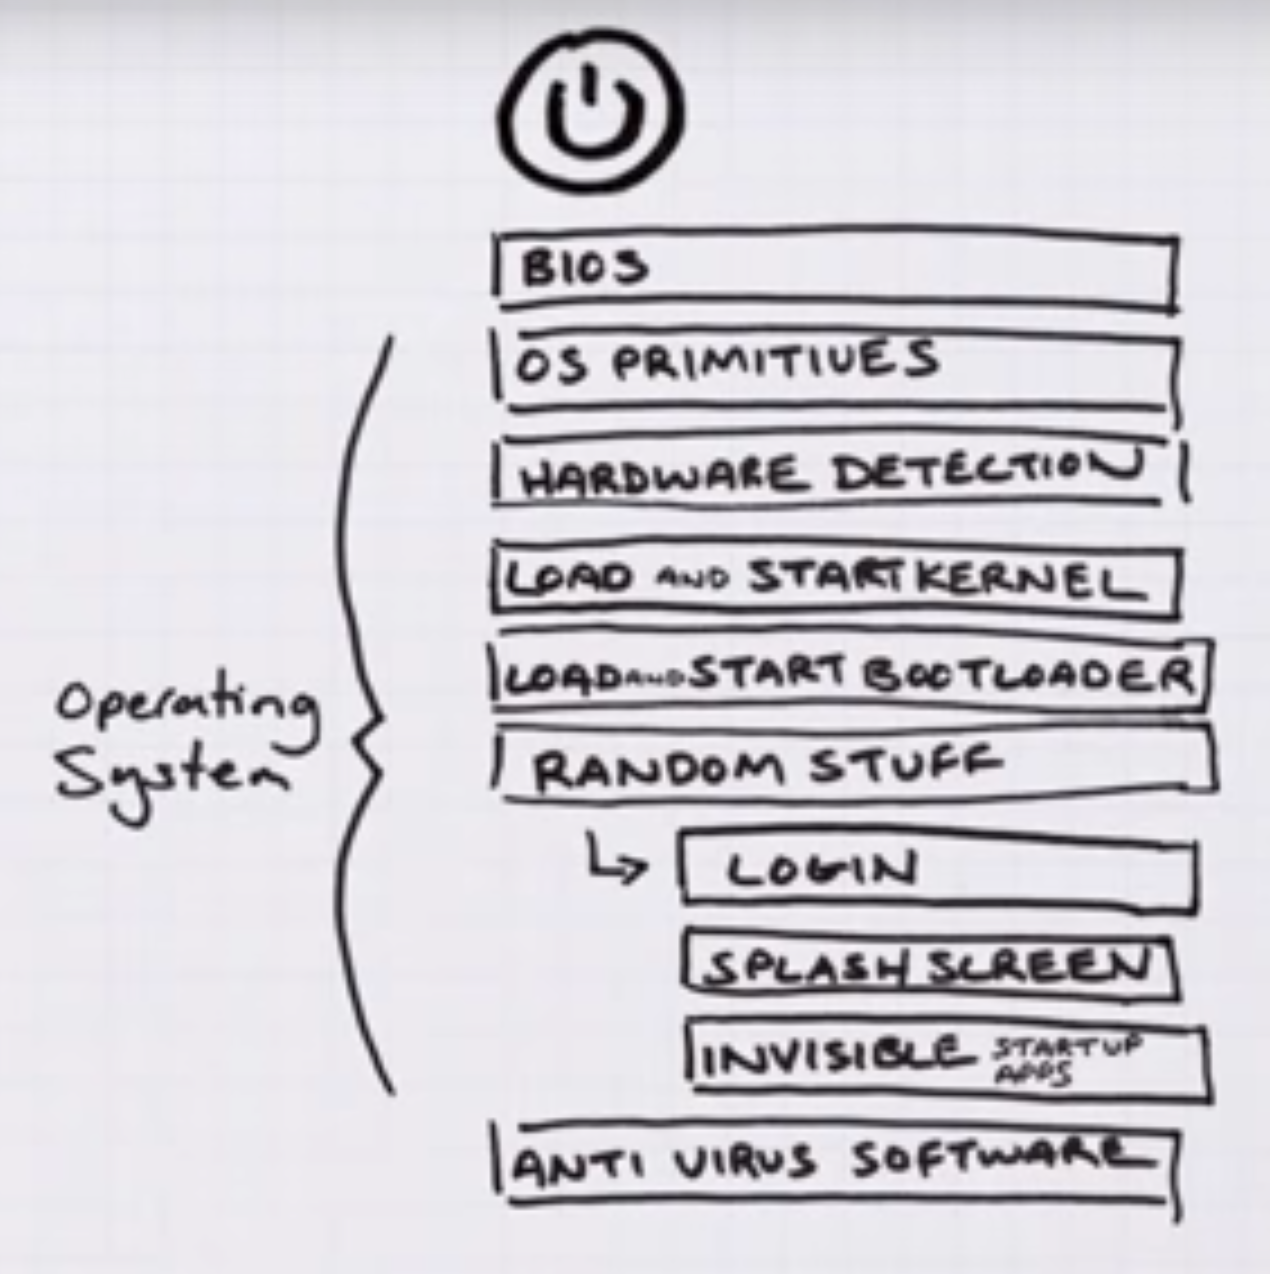 BIOS
OS PRIMITIVES
HARDWARE DETECTION
LOAD AND START KERNEL
LOAD AND START BOOTLOADER
Operating
System
RANDOM STUFF
LOGIN
SPLASH SCREEN
INVISIBLE STARTUP
APPS
ANTI VIRUS SOFTWARE